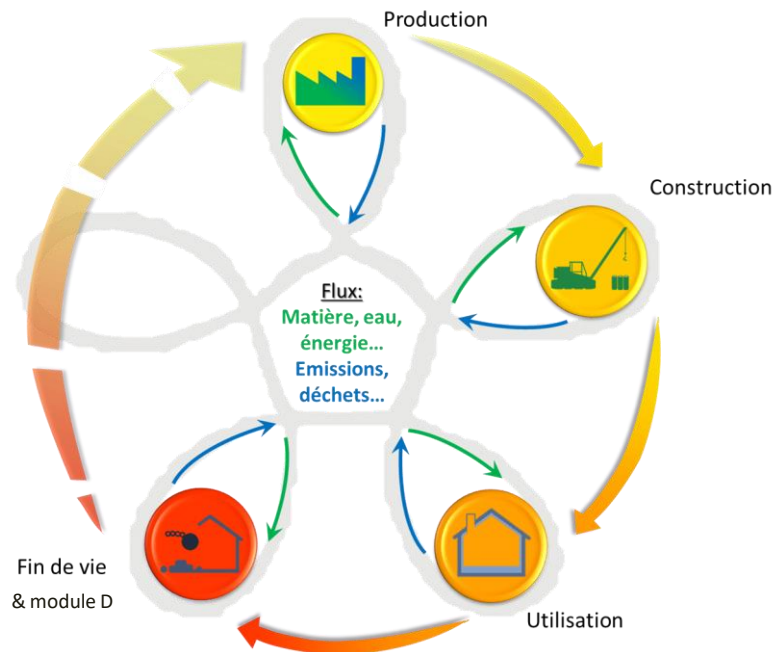 Production
Construction
Flux:
Matière, eau,
énergie...
Emissions,
déchets...
Fin de vie
& module D
Utilisation